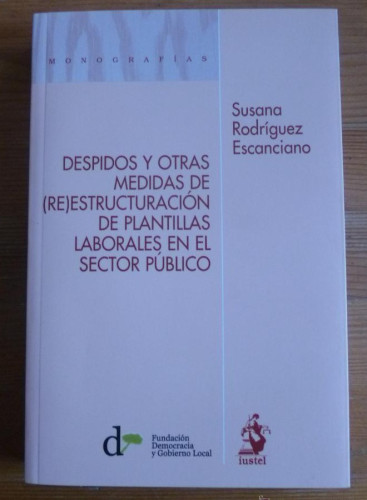 MONOGRAFÍAS
Susana
Rodríguez
Escanciano
DESPIDOS Y OTRAS
MEDIDAS DE
(RE)ESTRUCTURACIÓN
DE PLANTILLAS
LABORALES EN EL
SECTOR PÚBLICO
d
Fundación
Democracia
y Gobierno Local
iustel